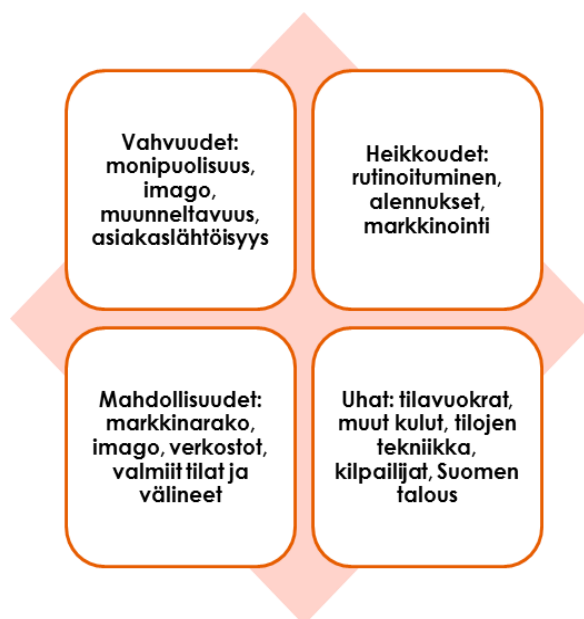 Vahvuudet:
monipuolisuus,
imago,
muunneltavuus,
asiakaslähtöisyys
Heikkoudet:
rutinoituminen,
alennukset,
markkinointi
Mahdollisuudet:
markkinarako,
imago, verkostot,
valmiit tilat ja
välineet
Uhat: tilavuokrat,
muut kulut, tilojen
tekniikka,
kilpailijat, Suomen
talous